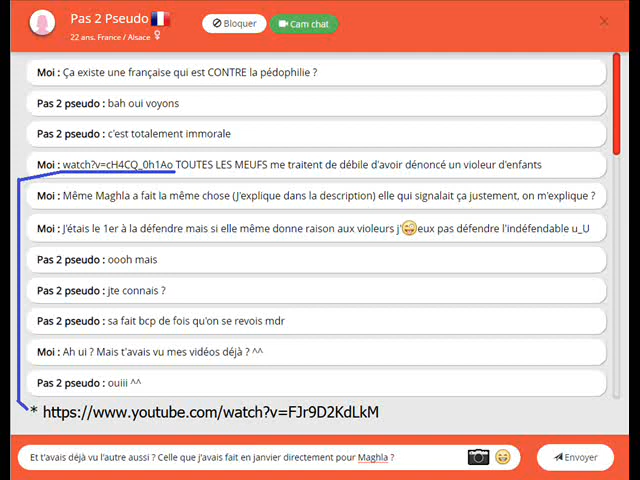 Pas 2 Pseudo
Bloquer
Cam chat
22 ans. France / Alsace
Moi : Ça existe une française qui est CONTRE la pédophilie ?
Pas 2 pseudo : bah oui voyons
Pas 2 pseudo : c'est totalement immorale
Moi : watch?v=cH4CQ_0h1Ao TOUTES LES MEUFS me traitent de débile d'avoir dénoncé un violeur d'enfants
Moi : Même Maghla a fait la même chose (J'explique dans la description) elle qui signalait ça justement, on m'explique ?
Moi : J'étais le 1er à la défendre mais si elle même donne raison aux violeurs j'😜eux pas défendre l'indéfendable u_U
Pas 2 pseudo : oooh mais
Pas 2 pseudo : jte connais ?
Pas 2 pseudo : sa fait bcp de fois qu'on se revois mdr
Moi : Ah ui ? Mais t'avais vu mes vidéos déjà ? ^^
Pas 2 pseudo : ouiii ^^
* https://www.youtube.com/watch?v=FJr9D2KdLkM
Et t'avais déjà vu l'autre aussi ? Celle que j'avais fait en janvier directement pour Maghla ?
Envoyer